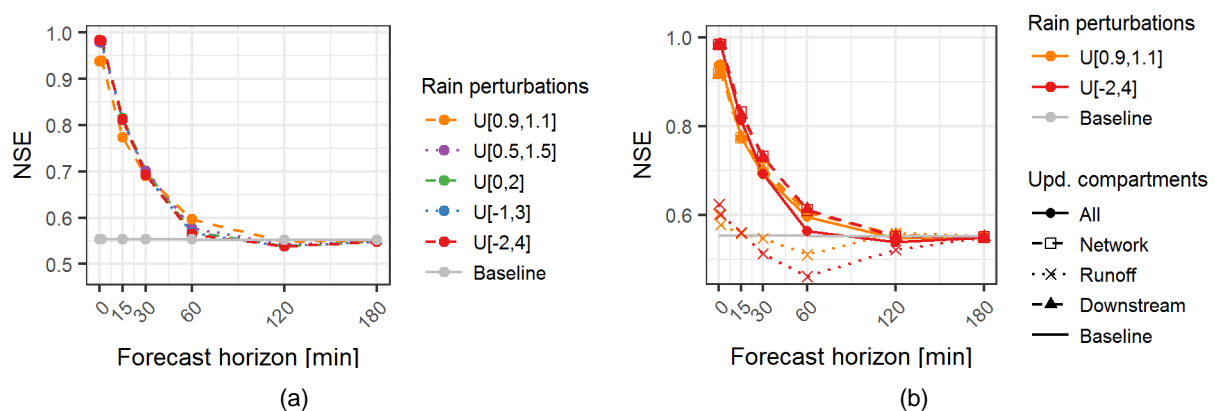 NSE
1.0
0.9
0.8
0.7
0.6
0.5
0
15
30
60
120
180
Forecast horizon [min]
Rain perturbations
U[0.9,1.1]
U[0.5,1.5]
U[0,2]
U[-1,3]
U[-2,4]
Baseline
(a)
NSE
1.0
0.8
0.6
0
15
30
60
120
180
Forecast horizon [min]
Rain perturbations
U[0.9,1.1]
U[-2,4]
Baseline
Upd. compartments
All
Network
Runoff
Downstream
Baseline
(b)